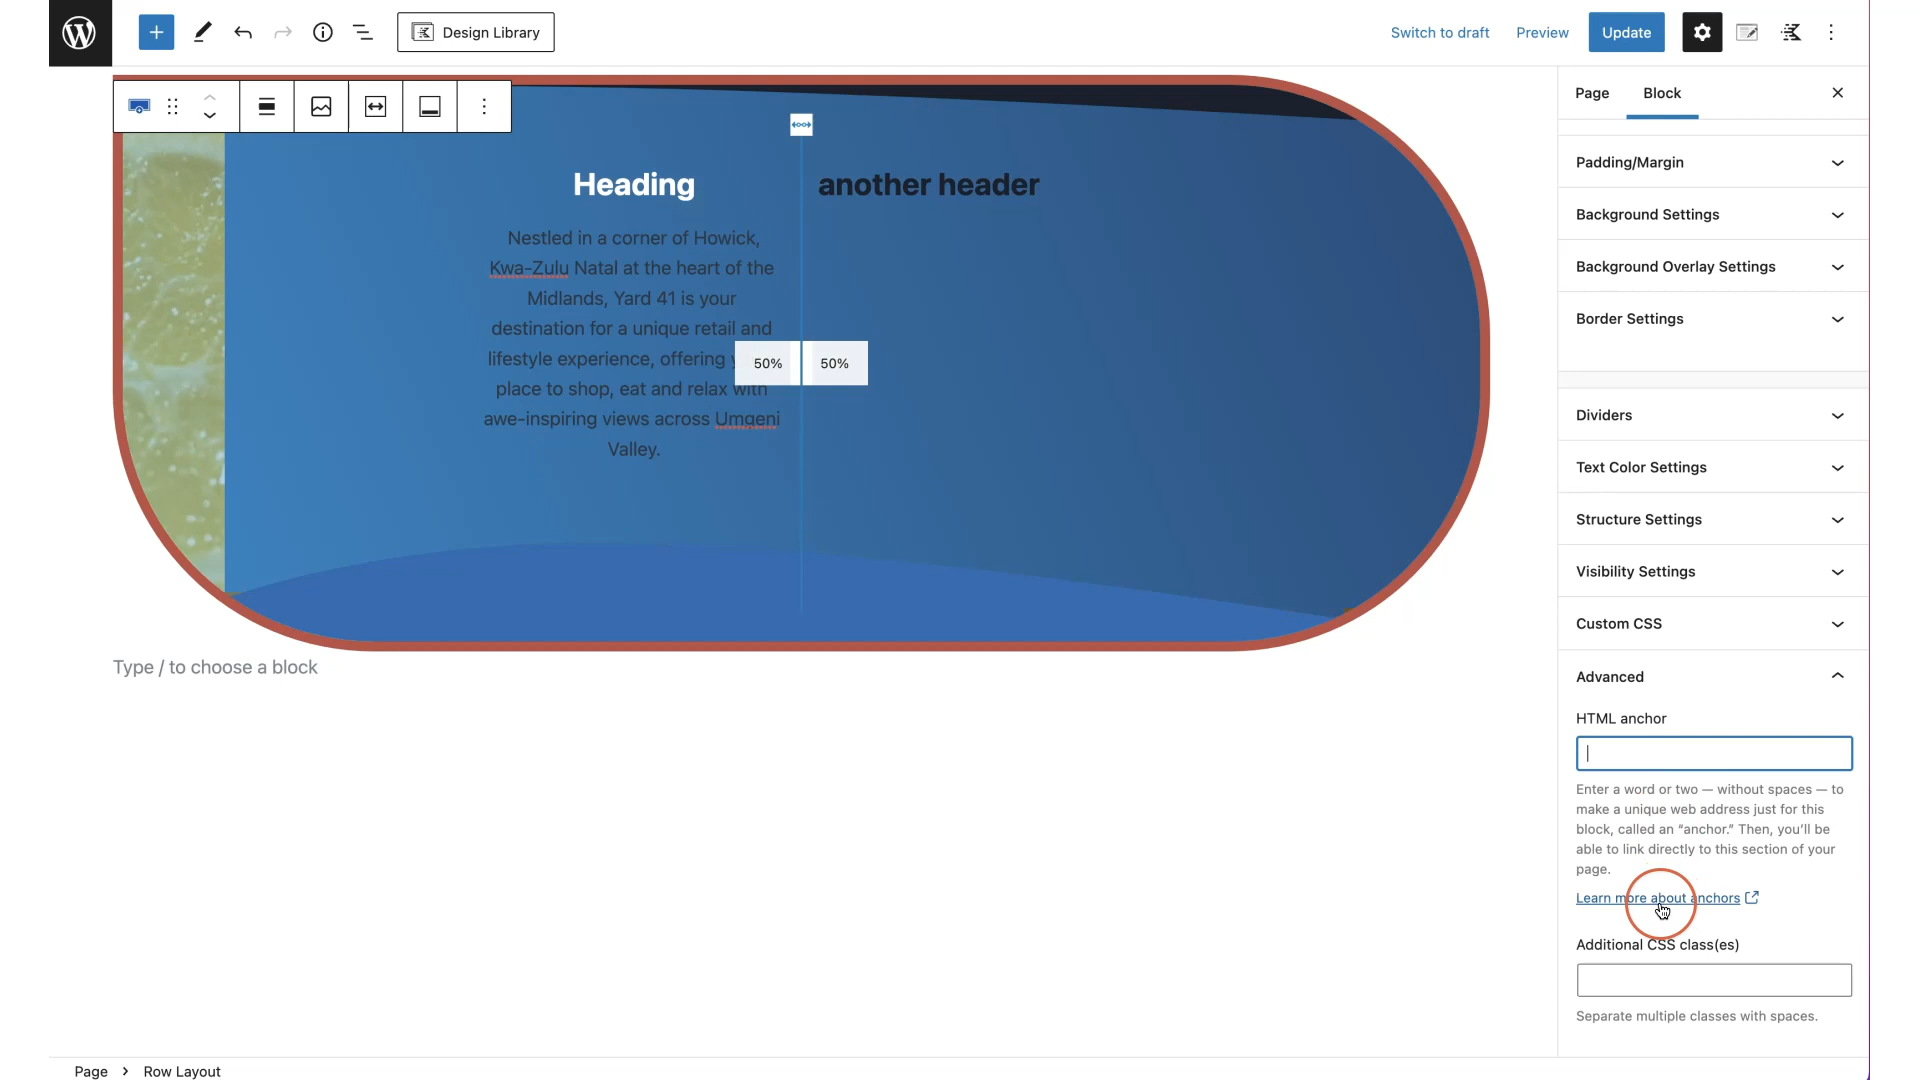 Design Library
Switch to draft
Preview
Update
Page
Block
Padding/Margin
Background Settings
Background Overlay Settings
Border Settings
Dividers
Text Color Settings
Structure Settings
Visibility Settings
Custom CSS
Advanced
HTML anchor
Enter a word or two — without spaces — to
make a unique web address just for this
block, called an “anchor.” Then, you’ll be
able to link directly to this section of your
page.
Learn more about anchors
Additional CSS class(es)
Separate multiple classes with spaces.
Heading
Nestled in a corner of Howick,
Kwa-Zulu Natal at the heart of the
Midlands, Yard 41 is your
destination for a unique retail and
lifestyle experience, offering
place to shop, eat and relax with
awe-inspiring views across Umgeni
Valley.
another header
50%
50%
Type / to choose a block
Page
Row Layout